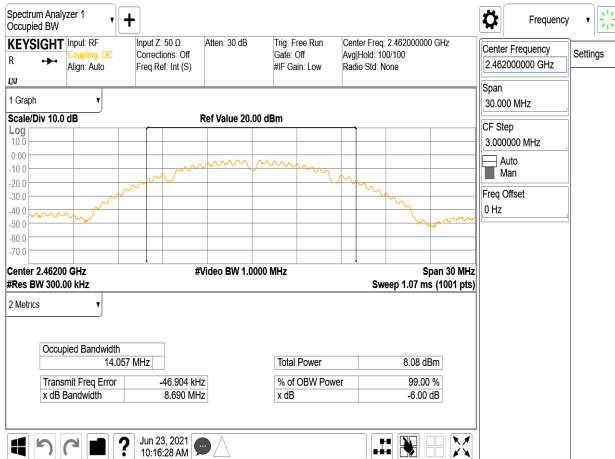 Spectrum Analyzer 1
Occupied BW
Frequency
KEYSIGHT
R
LXI
Input: RF
Coupling: DC
Align: Auto
Input Z: 50 Ω
Corrections: Off
Freq Ref: Int (S)
Atten: 30 dB
Trig: Free Run
Gate: Off
#IF Gain: Low
Center Freq: 2.462000000 GHz
Avg|Hold: 100/100
Radio Std: None
Center Frequency
2.462000000 GHz
Settings
Span
30.000 MHz
CF Step
3.000000 MHz
Auto
Man
Freq Offset
0 Hz
1 Graph
Scale/Div 10.0 dB
Ref Value 20.00 dBm
Log
10.0
0.00
-10.0
-20.0
-30.0
-40.0
-50.0
-60.0
-70.0
Center 2.46200 GHz
#Video BW 1.0000 MHz
Span 30 MHz
#Res BW 300.00 kHz
Sweep 1.07 ms (1001 pts)
2 Metrics
Occupied Bandwidth
14.057 MHz
Total Power 8.08 dBm
Transmit Freq Error -46.904 kHz
% of OBW Power 99.00 %
x dB Bandwidth 8.690 MHz
x dB -6.00 dB
?
Jun 23, 2021
10:16:28 AM